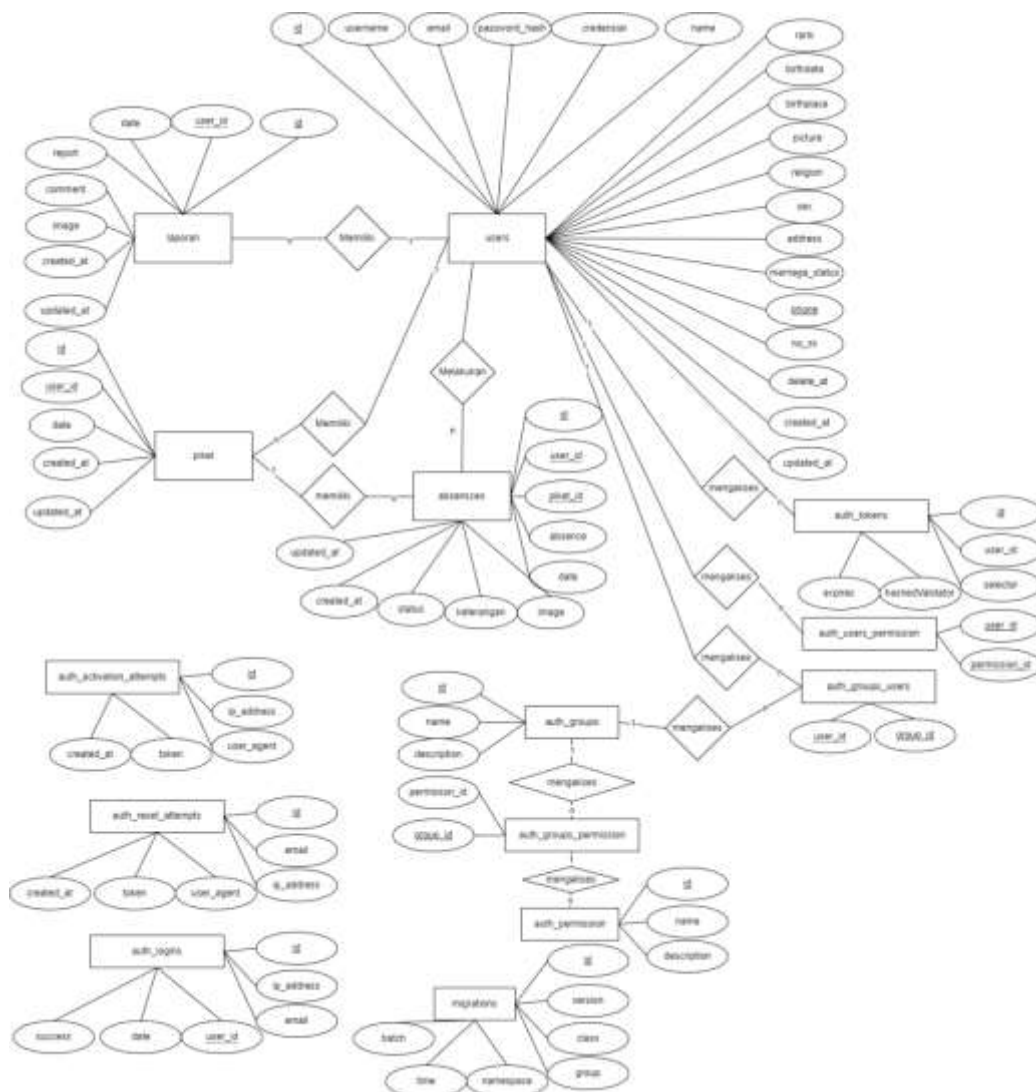 id
username
email
password_hash
name
birthdate
birthplace
picture
religion
sex
address
marriage_status
delete_at
created_at
updated_at
date
user_id
id
report
comment
image
created_at
updated_at
laporan
Memiliki
users
Melakukan
id
user_id
date
created_at
updated_at
piket
Memiliki
memiliki
id
user_id
piket_id
absence
date
updated_at
created_at
status
keterangan
image
mengakses
auth_tokens
id
user_id
selector
expires
hashedValidator
mengakses
auth_users_permission
user_id
permission_id
mengakses
auth_groups_users
user_id
group_id
mengakses
auth_groups
id
name
description
mengakses
permission_id
group_id
auth_groups_permission
mengakses
auth_permission
id
name
description
auth_activation_attempts
id
ip_address
user_agent
created_at
token
auth_reset_attempts
id
email
ip_address
created_at
token
user_agent
auth_logins
id
ip_address
email
success
date
user_id
migrations
id
version
class
group
batch
time
namespace